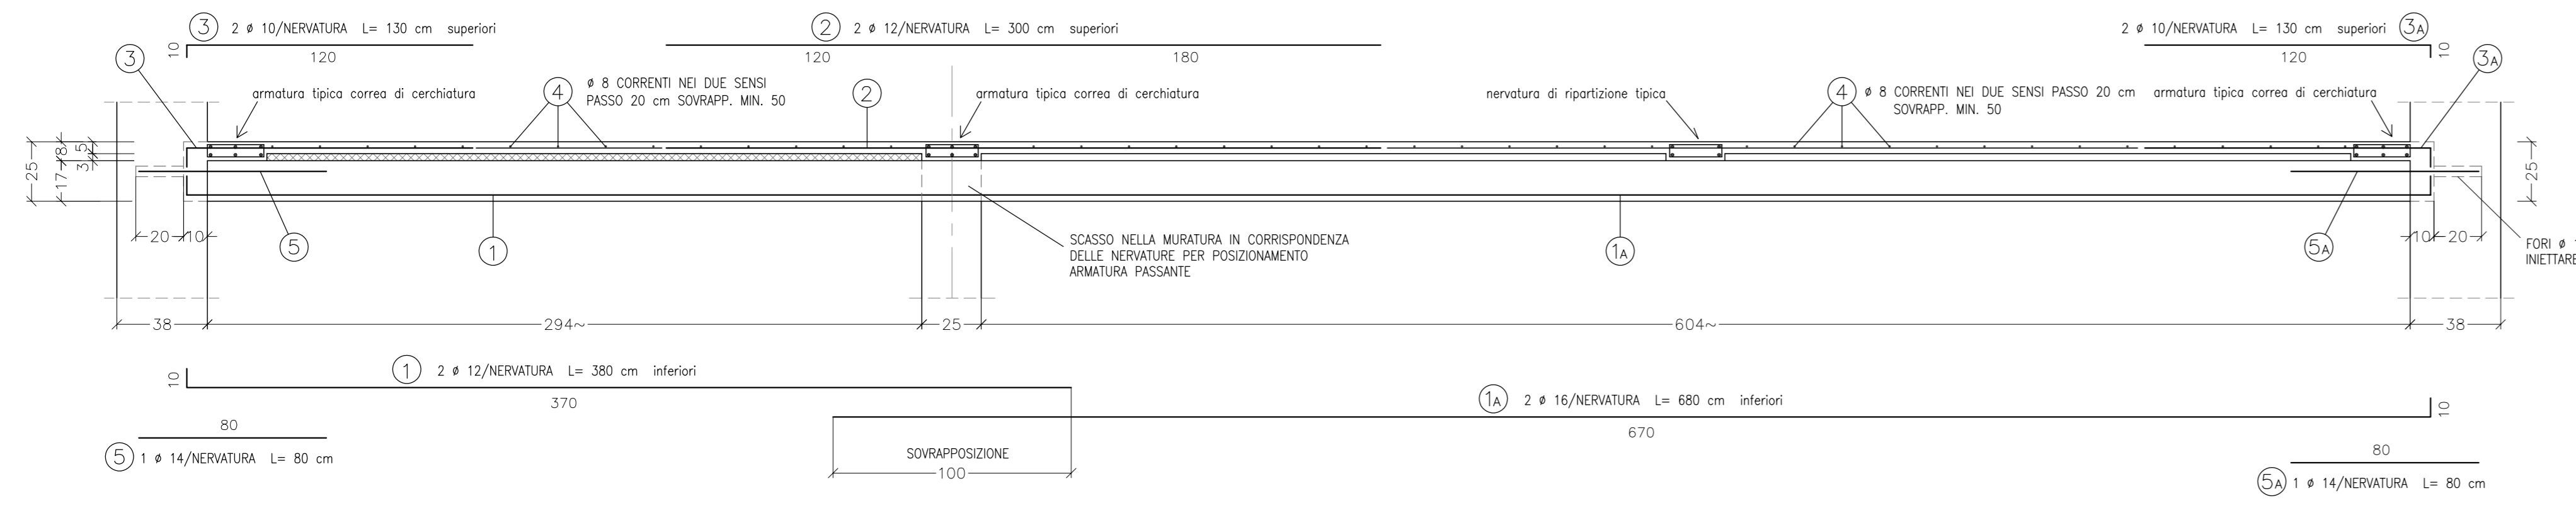 3 2 ø 10/NERVATURA L= 130 cm superiori
10
120
2 2 ø 12/NERVATURA L= 300 cm superiori
120 180
2 ø 10/NERVATURA L= 130 cm superiori 3A
120
10
3
armatura tipica correa di cerchiatura
4
ø 8 CORRENTI NEI DUE SENSI
PASSO 20 cm SOVRAPP. MIN. 50
2
armatura tipica correa di cerchiatura
nervatura di ripartizione tipica
4
ø 8 CORRENTI NEI DUE SENSI PASSO 20 cm
SOVRAPP. MIN. 50
armatura tipica correa di cerchiatura
3A
25
17
8
3
5
25
20 10
5
1
SCASSO NELLA MURATURA IN CORRISPONDENZA
DELLE NERVATURE PER POSIZIONAMENTO
ARMATURA PASSANTE
1A
5A
10 20
FORI ø
INIETTARE
38 294~ 25 604~ 38
10
1 2 ø 12/NERVATURA L= 380 cm inferiori
370
1A 2 ø 16/NERVATURA L= 680 cm inferiori
670
10
80
5 1 ø 14/NERVATURA L= 80 cm
SOVRAPPOSIZIONE
100
80
5A 1 ø 14/NERVATURA L= 80 cm